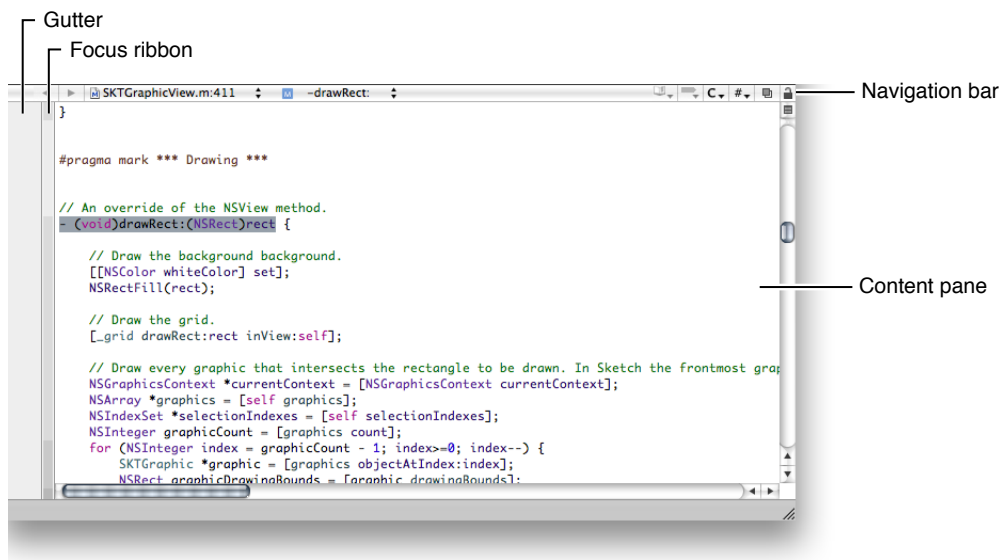 Gutter
Focus ribbon
SKTGraphicView.m:411 M -drawRect: C #
Navigation bar
}
#pragma mark *** Drawing ***
// An override of the NSView method.
- (void)drawRect:(NSRect)rect {
// Draw the background background.
[[NSColor whiteColor] set];
NSRectFill(rect);
Content pane
// Draw the grid.
[_grid drawRect:rect inView:self];
// Draw every graphic that intersects the rectangle to be drawn. In Sketch the frontmost grap
NSGraphicsContext *currentContext = [NSGraphicsContext currentContext];
NSArray *graphics = [self graphics];
NSIndexSet *selectionIndexes = [self selectionIndexes];
NSInteger graphicCount = [graphics count];
for (NSInteger index = graphicCount - 1; index>=0; index--) {
SKTGraphic *graphic = [graphics objectAtIndex:index];
NSRect graphicDrawingBounds = [graphic drawingBounds];